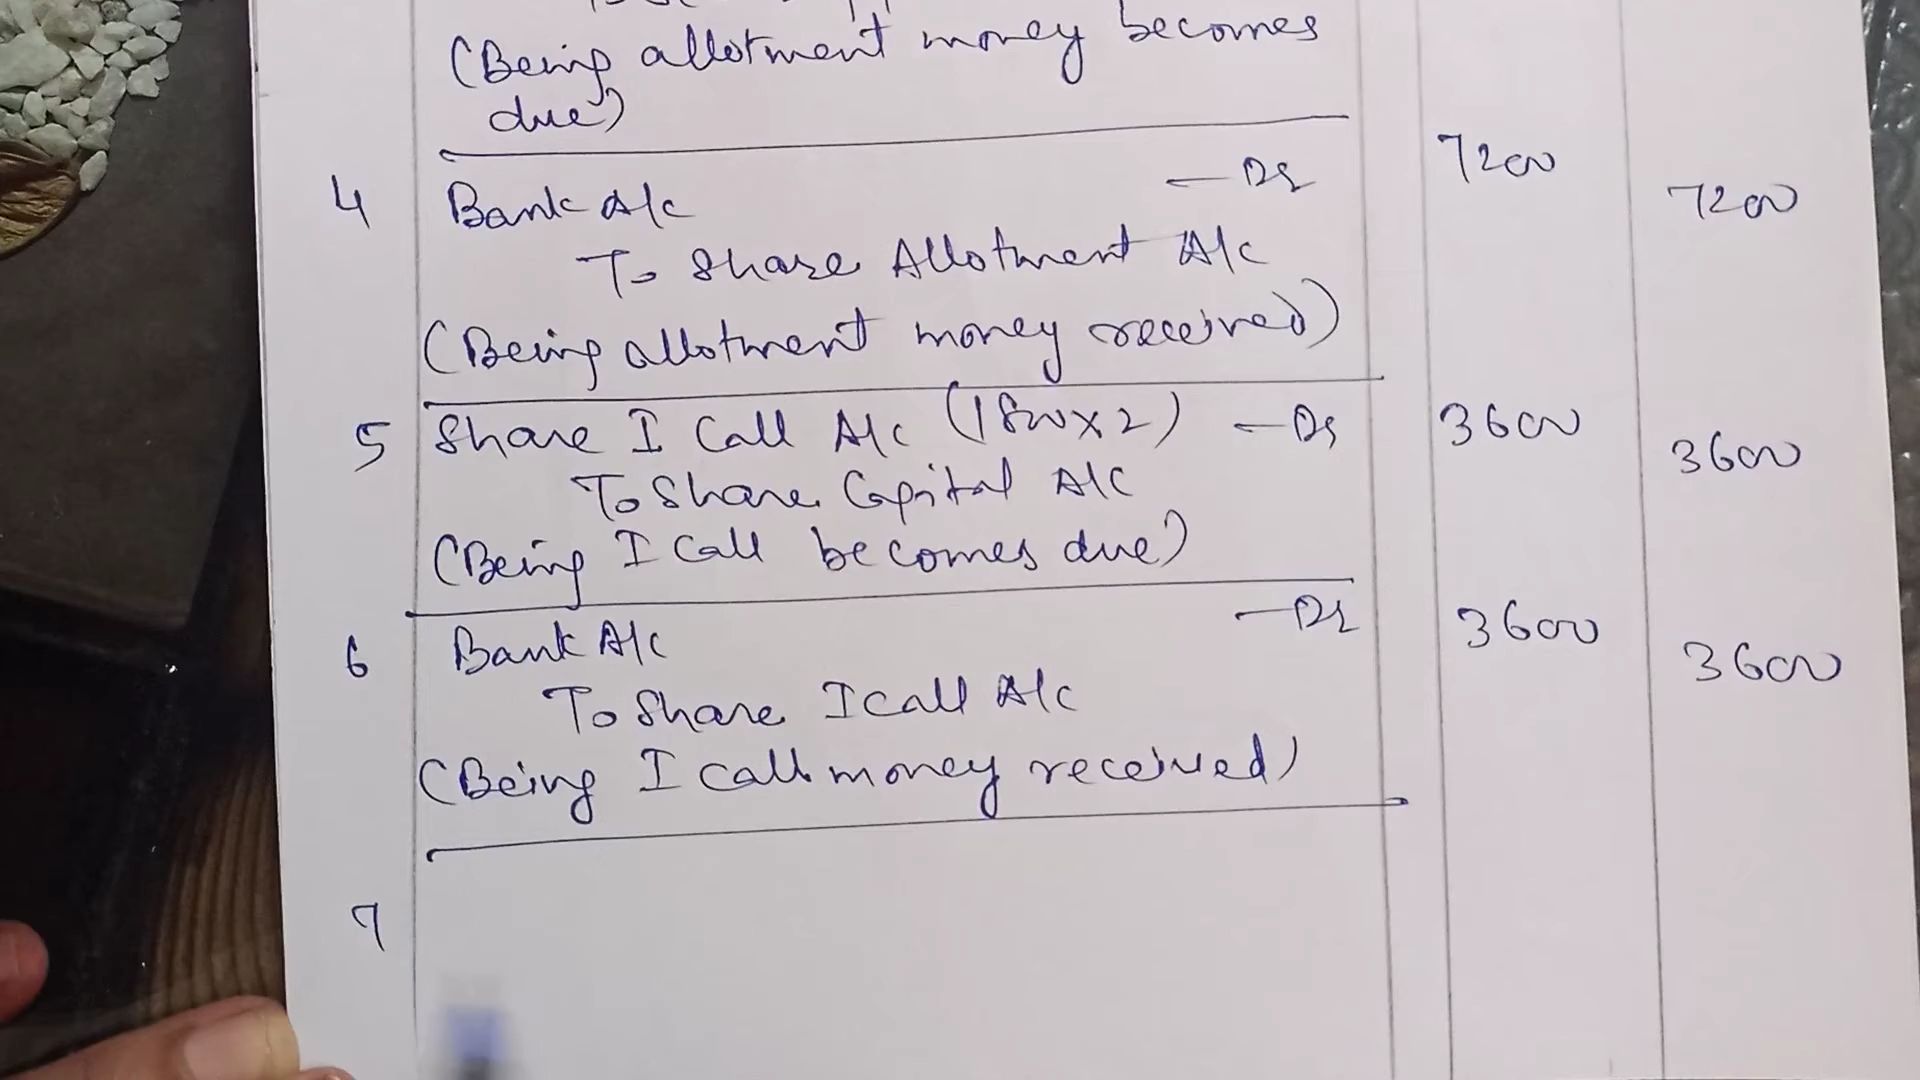 (Being allotment money becomes
due)
4 Bank A/c — Dr 7200
To Share Allotment A/c 7200
(Being allotment money received)
5 Share I Call A/c (1800×2) — Dr 3600
To Share Capital A/c 3600
(Being I Call becomes due)
6 Bank A/c — Dr 3600
To Share I call A/c 3600
(Being I call money received)
7